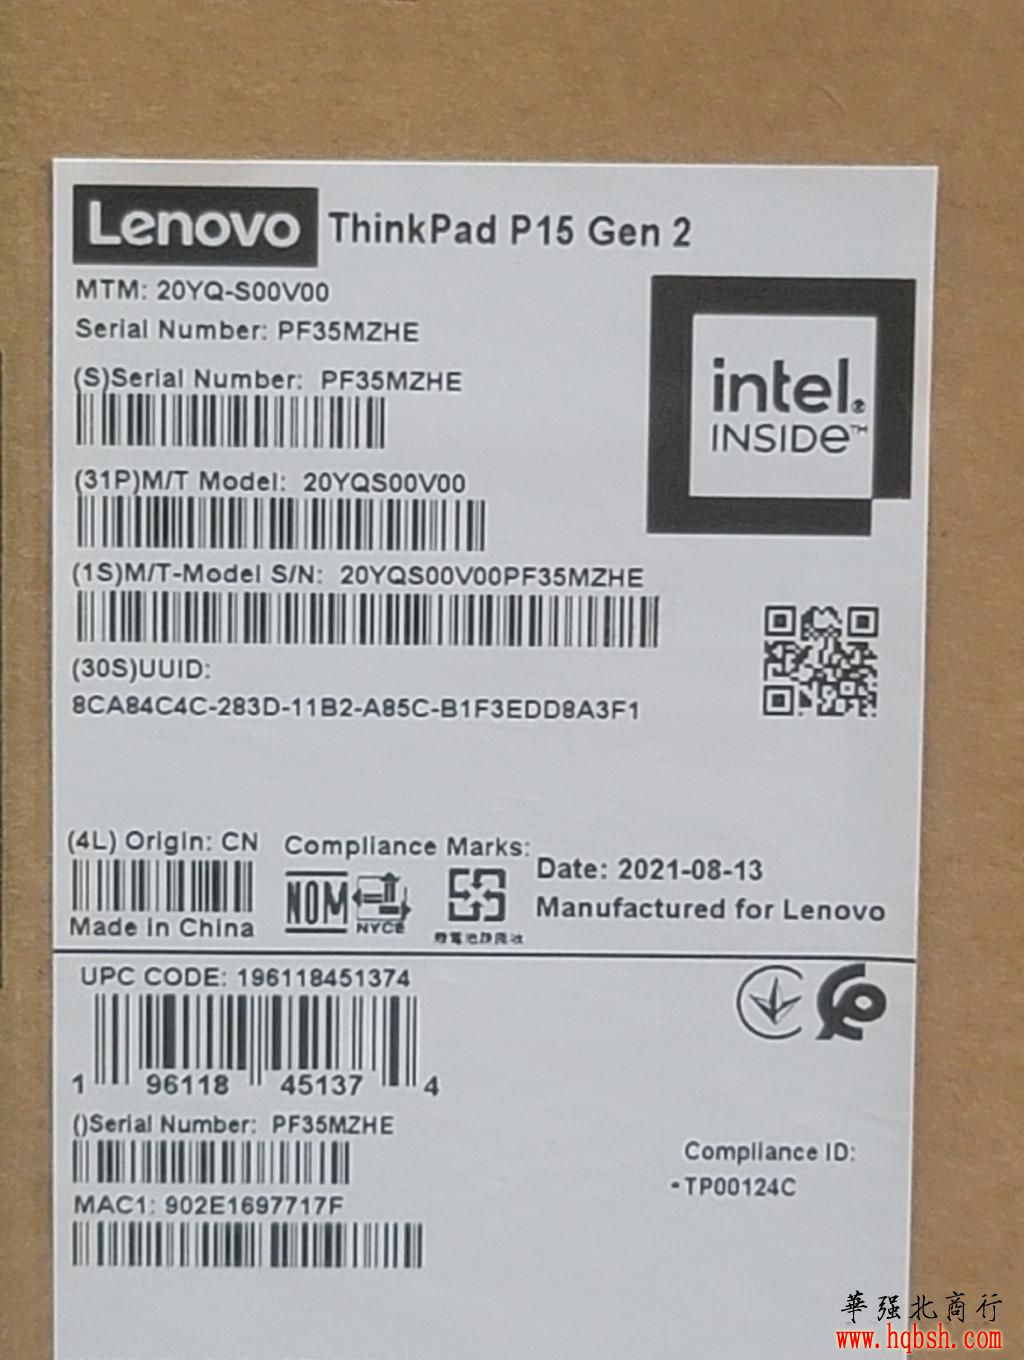 Lenovo ThinkPad P15 Gen 2
MTM: 20YQ-S00V00
Serial Number: PF35MZHE
(S)Serial Number: PF35MZHE
intel®
INSIDe™
(31P)M/T Model: 20YQS00V00
(1S)M/T-Model S/N: 20YQS00V00PF35MZHE
(30S)UUID:
8CA84C4C-283D-11B2-A85C-B1F3EDD8A3F1
(4L) Origin: CN
Made in China
Compliance Marks:
NOM
NYCE
Date: 2021-08-13
Manufactured for Lenovo
UPC CODE: 196118451374
1 96118 45137 4
()Serial Number: PF35MZHE
MAC1: 902E1697717F
Compliance ID:
-TP00124C
華强北商行
www.hqbsh.com